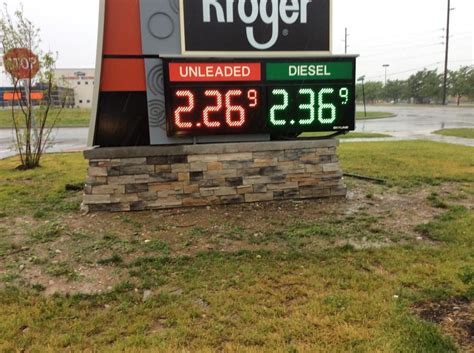 Kroger
STOP
UNLEADED
DIESEL
2.26 9
2.36 9